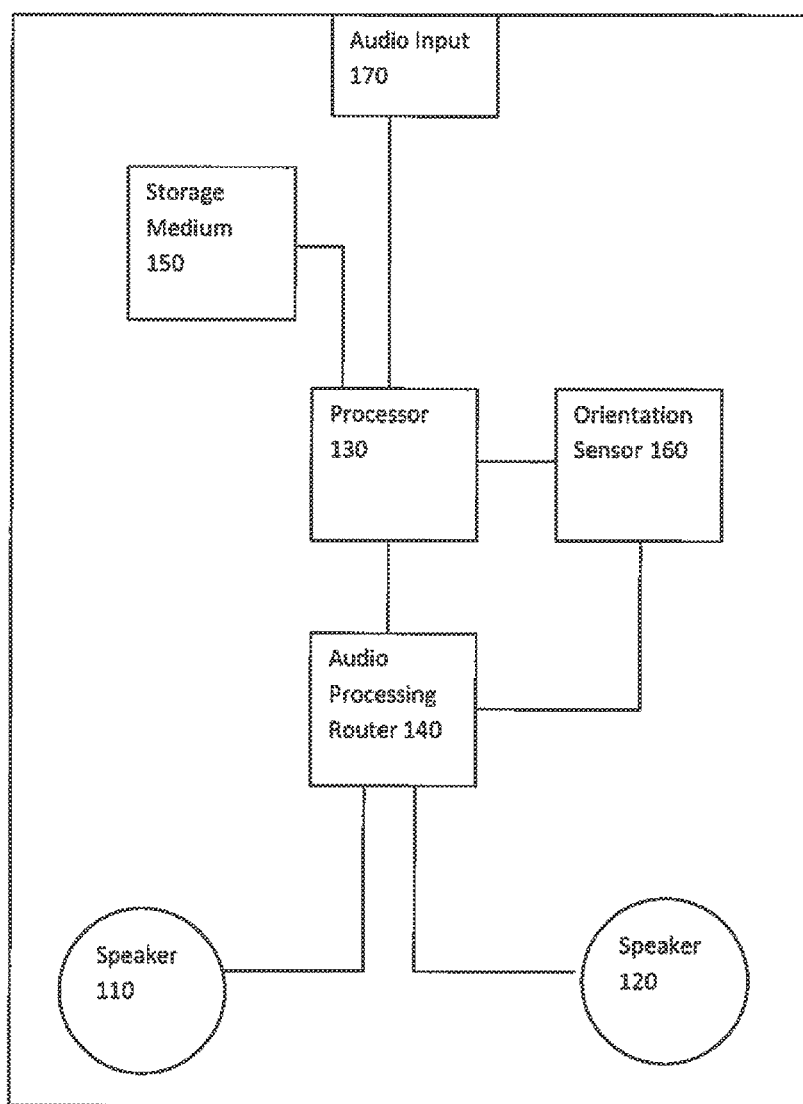 Audio Input
170
Storage
Medium
150
Processor
130
Orientation
Sensor 160
Audio
Processing
Router 140
Speaker
110
Speaker
120